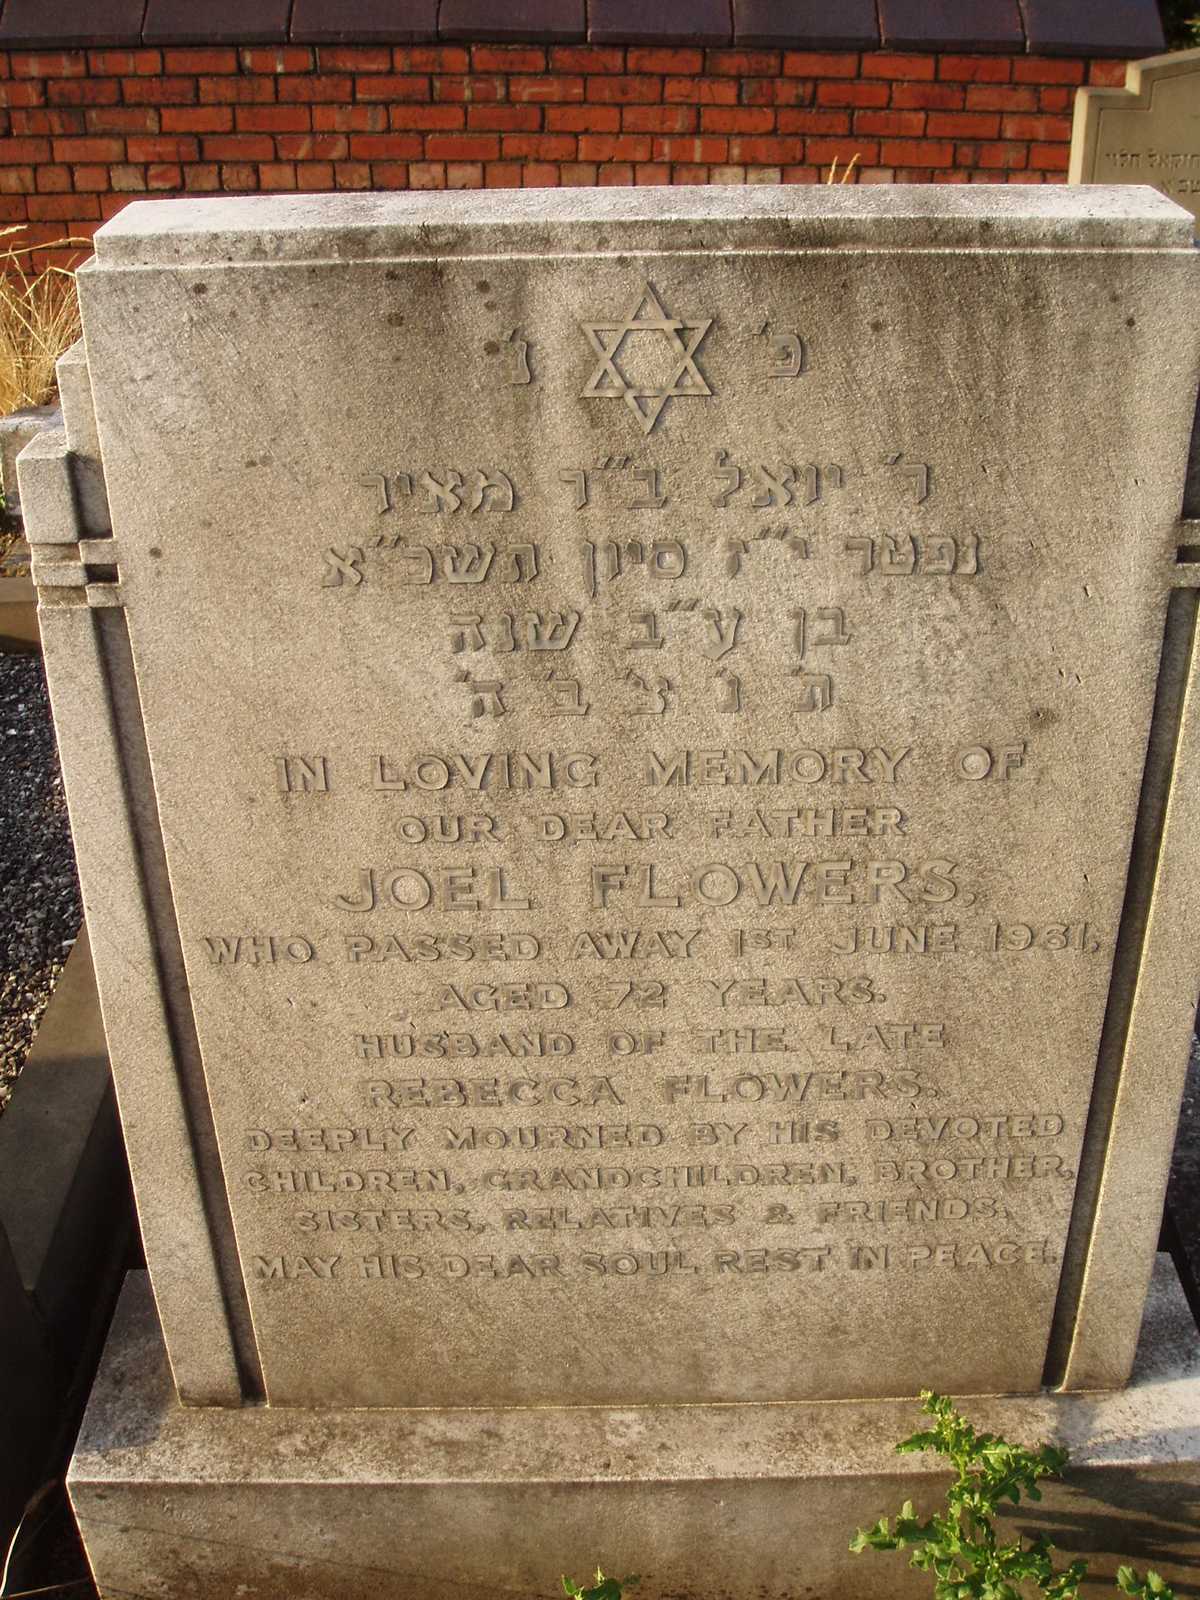 פ' נ'
ר' יואל ב"ר מאיר
נפטר י"ז סיון תשכ"א
בן ע"ב שנה
ת' נ' צ' ב' ה'
IN LOVING MEMORY OF
OUR DEAR FATHER
JOEL FLOWERS,
WHO PASSED AWAY 1ST JUNE 1961,
AGED 72 YEARS.
HUSBAND OF THE LATE
REBECCA FLOWERS.
DEEPLY MOURNED BY HIS DEVOTED
CHILDREN, GRANDCHILDREN, BROTHER,
SISTERS, RELATIVES & FRIENDS.
MAY HIS DEAR SOUL REST IN PEACE.